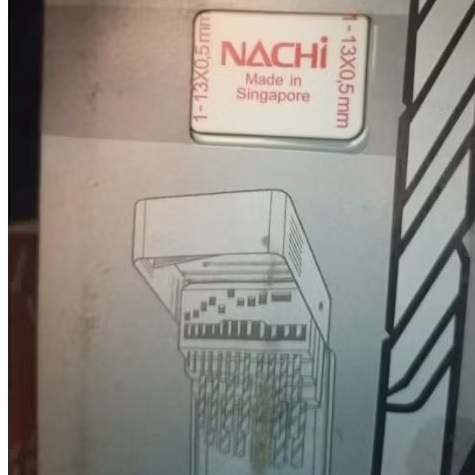 1-13X0,5mm
NACHi
Made in
Singapore
1-13X0,5mm